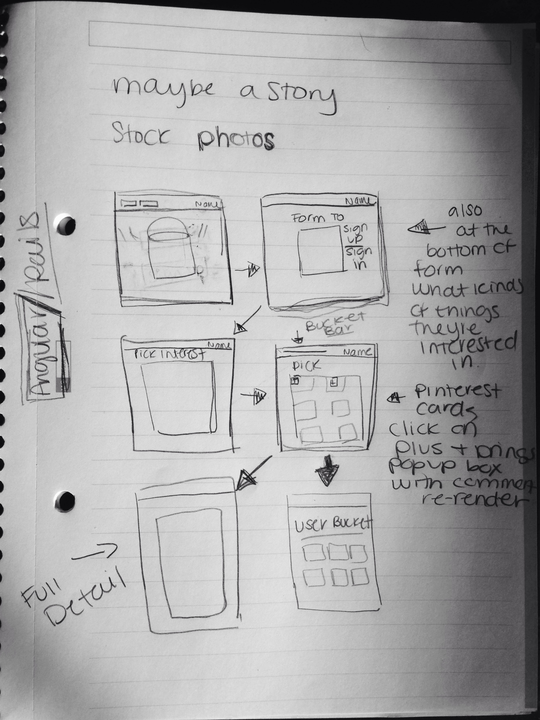 maybe a story
Stock photos
Angular/Rails
Name
Name
Form To
sign
up
sign
in
also
at the
bottom of
form
what kinds
of things
they're
interested
in
Pick Interest
Name
Bucket
Bar
Name
Pick
Pinterest
cards
click on
plus + brings
popup box
with comment
re-render
User Bucket
Full
Detail